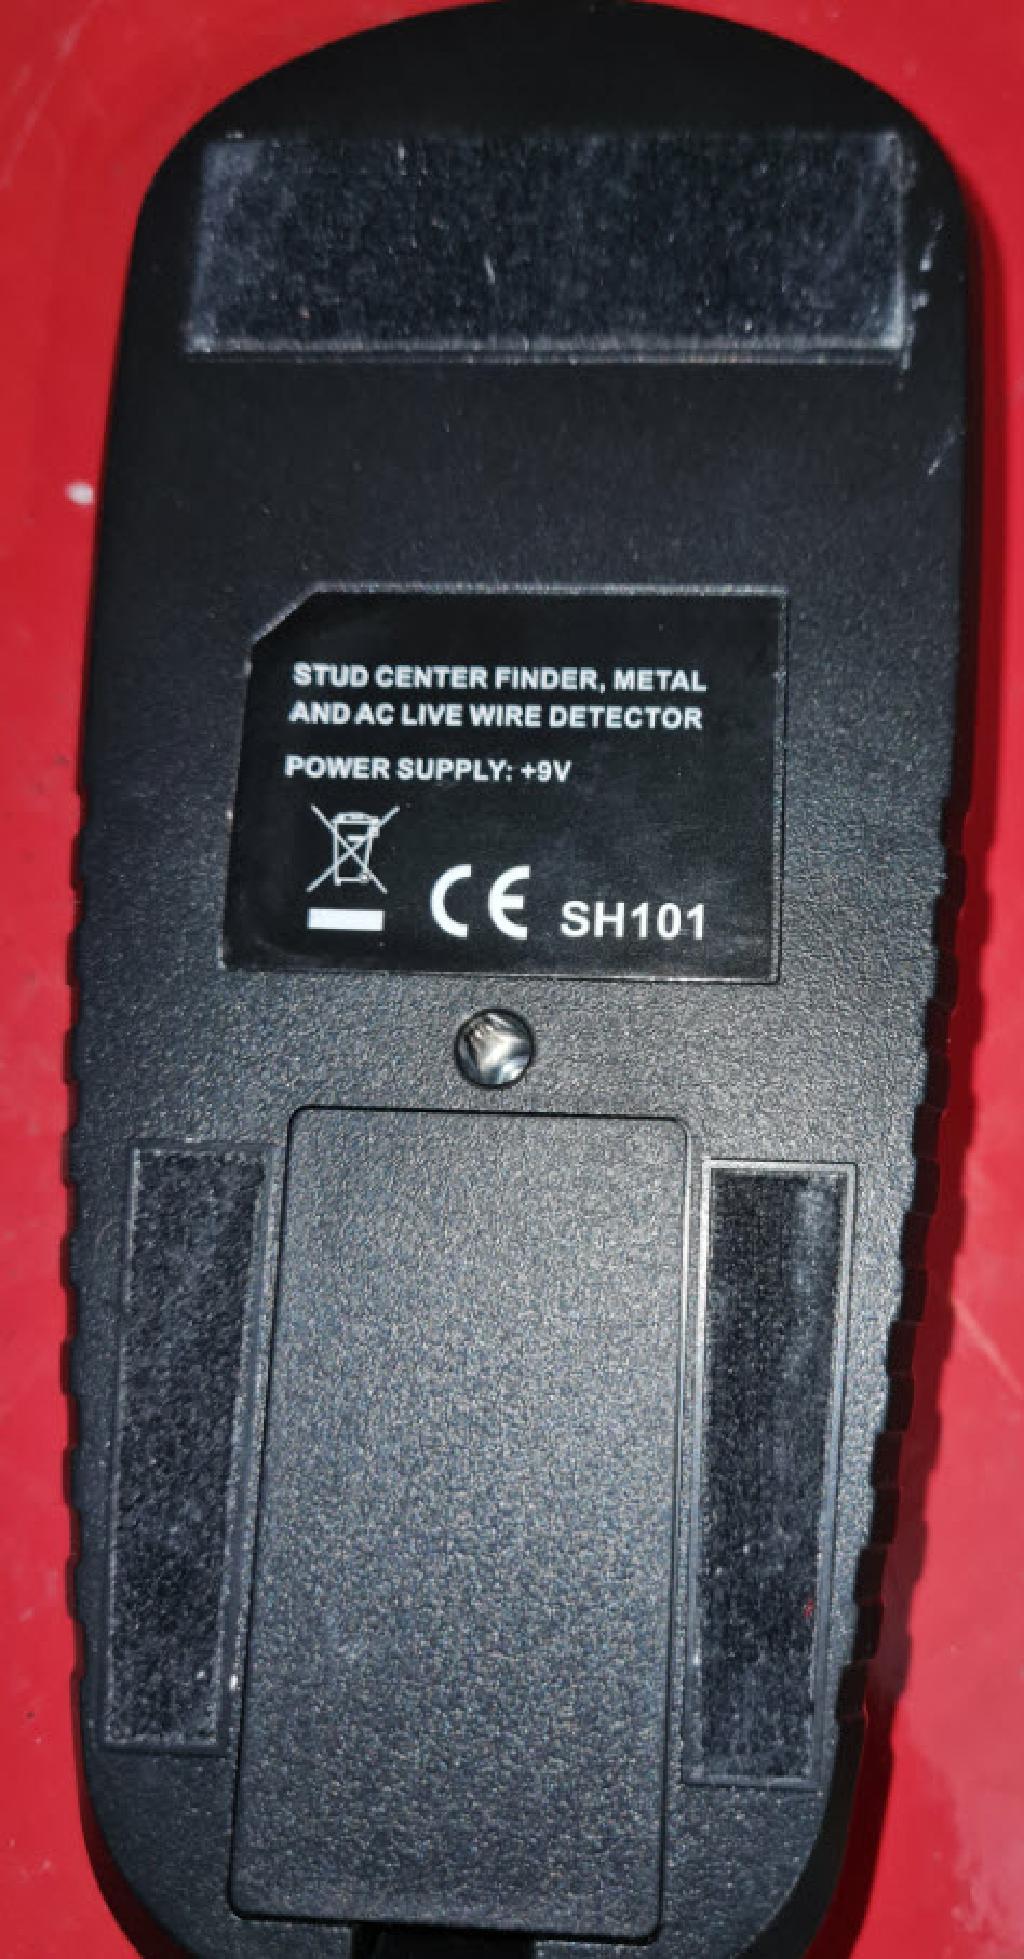 STUD CENTER FINDER, METAL
AND AC LIVE WIRE DETECTOR
POWER SUPPLY: +9V
CE SH101